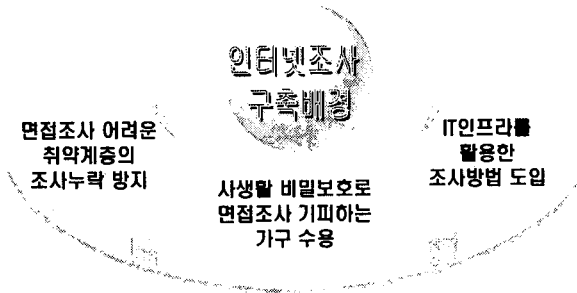 인터넷조사
구축배경
면접조사 어려운
취약계층의
조사누락 방지
사생활 비밀보호로
면접조사 기피하는
가구 수용
IT인프라를
활용한
조사방법 도입